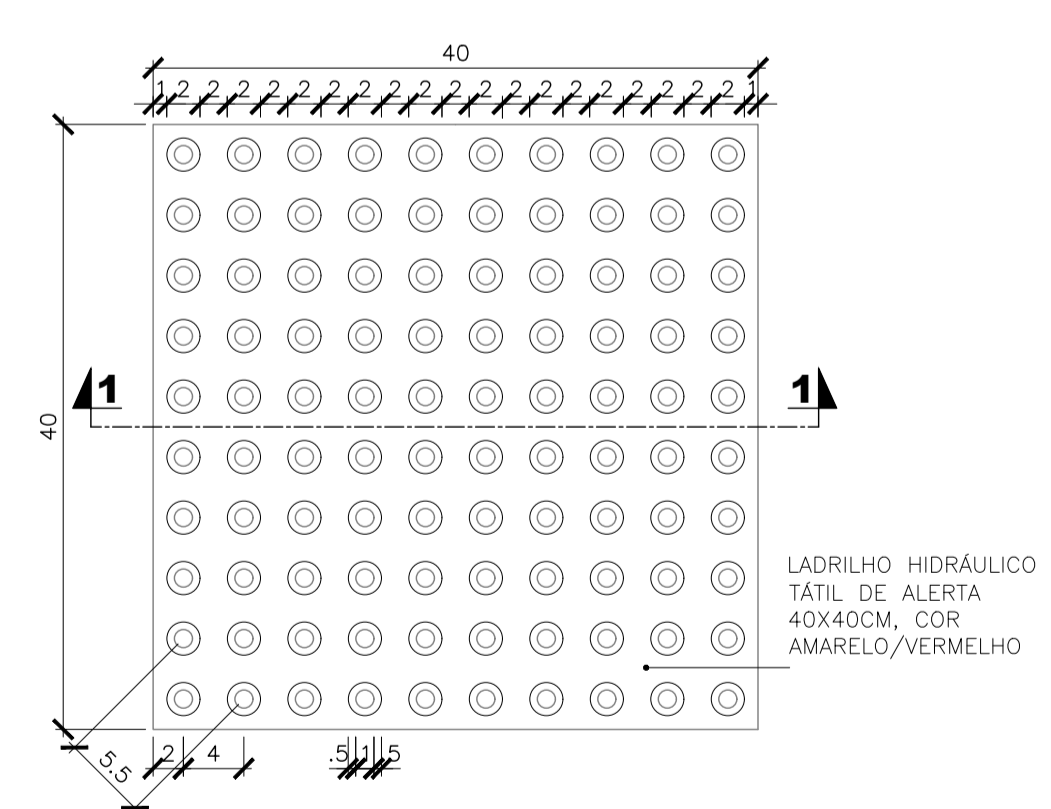 40
1 2 2 2 2 2 2 2 2 2 2 2 2 2 2 2 2 2 2 2 1
1 1
40
LADRILHO HIDRÁULICO
TÁTIL DE ALERTA
40X40CM, COR
AMARELO/VERMELHO
2 4 .5 1 .5
5.5